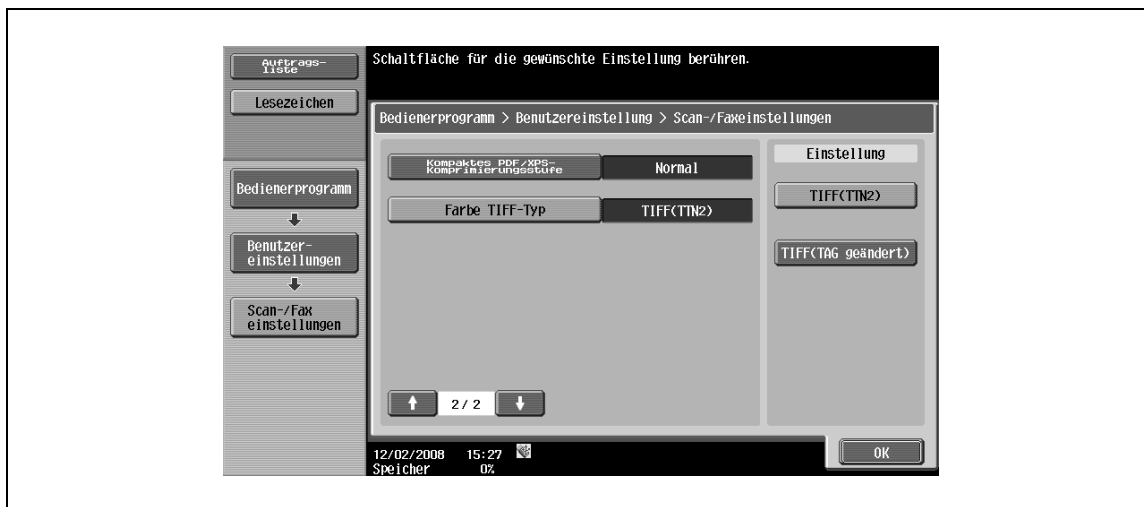 Auftrags-
liste
Lesezeichen
Schaltfläche für die gewünschte Einstellung berühren.
Bedienerprogramm > Benutzereinstellung > Scan-/Faxeinstellungen
Bedienerprogramm
Benutzer-
einstellungen
Scan-/Fax
einstellungen
Kompaktes PDF/XPS-
Komprimierungsstufe
Normal
Farbe TIFF-Typ
TIFF(TTN2)
2/ 2
Einstellung
TIFF(TTN2)
TIFF(TAG geändert)
12/02/2008 15:27
Speicher 0%
OK